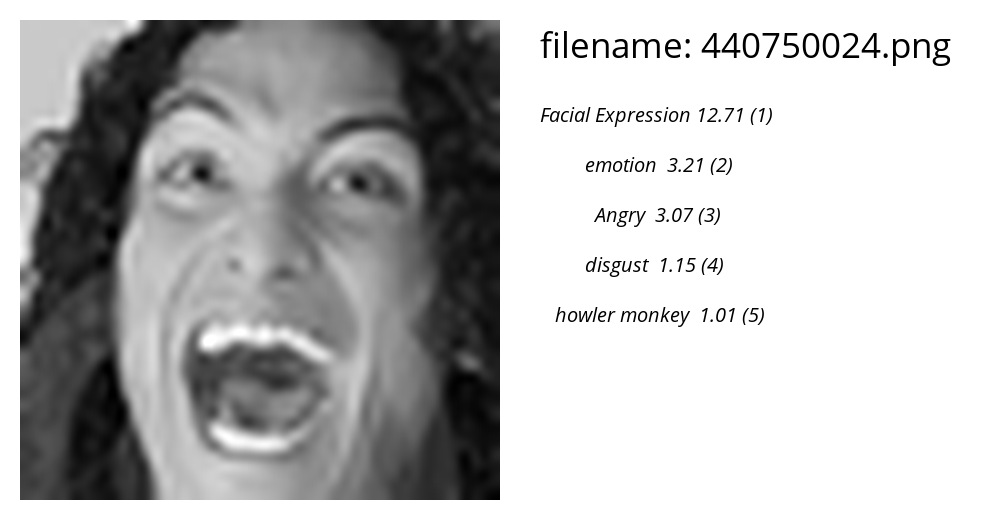 filename: 440750024.png
Facial Expression 12.71 (1)
emotion 3.21 (2)
Angry 3.07 (3)
disgust 1.15 (4)
howler monkey 1.01 (5)